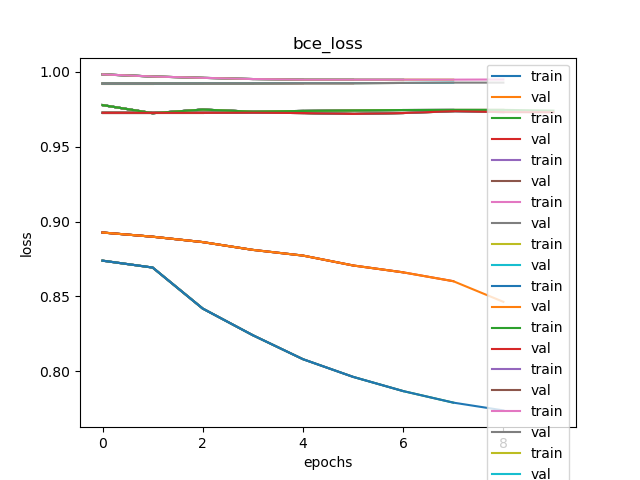 bce_loss
1.00
0.95
0.90
0.85
0.80
loss
0 2 4 6 8
epochs
train
val
train
val
train
val
train
val
train
val
train
val
train
val
train
val
train
val
train
val